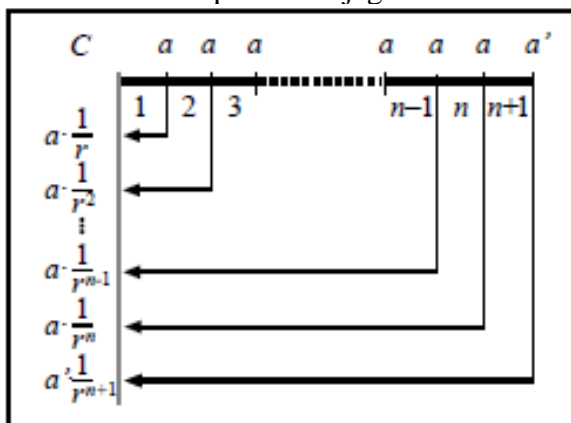 C a a a a a a a'
1 2 3 n–1 n n+1
a· 1/r
a· 1/r²
⋮
a· 1/rⁿ⁻¹
a· 1/rⁿ
a'· 1/rⁿ⁺¹